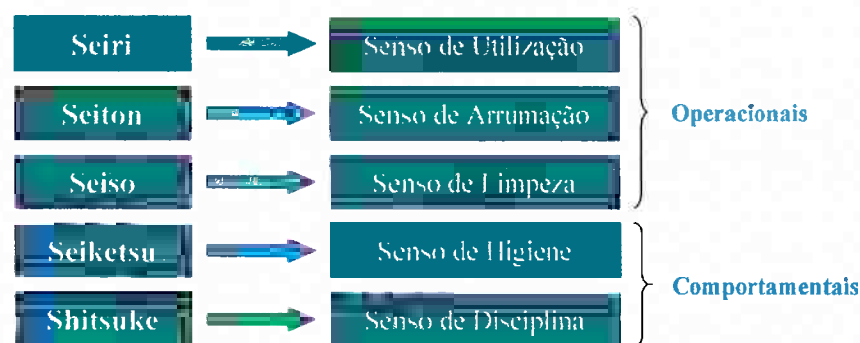 Seiri Senso de Utilização
Seiton Senso de Arrumação Operacionais
Seiso Senso de Limpeza
Seiketsu Senso de Higiene
Comportamentais
Shitsuke Senso de Disciplina